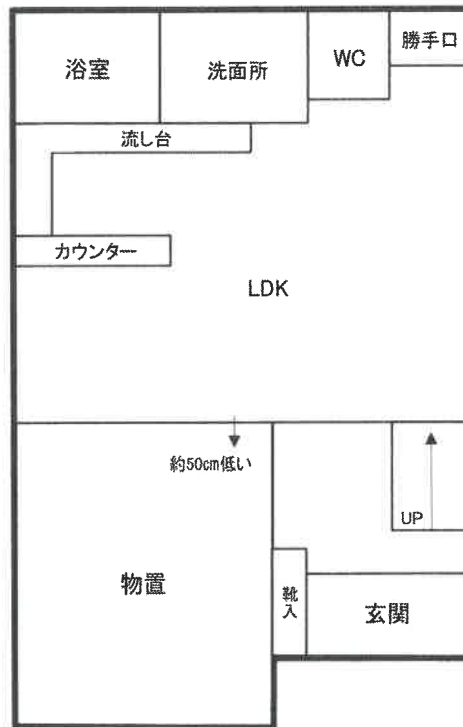 浴室
洗面所
WC
勝手口
流し台
カウンター
LDK
約50cm低い
UP
物置
靴入
玄関